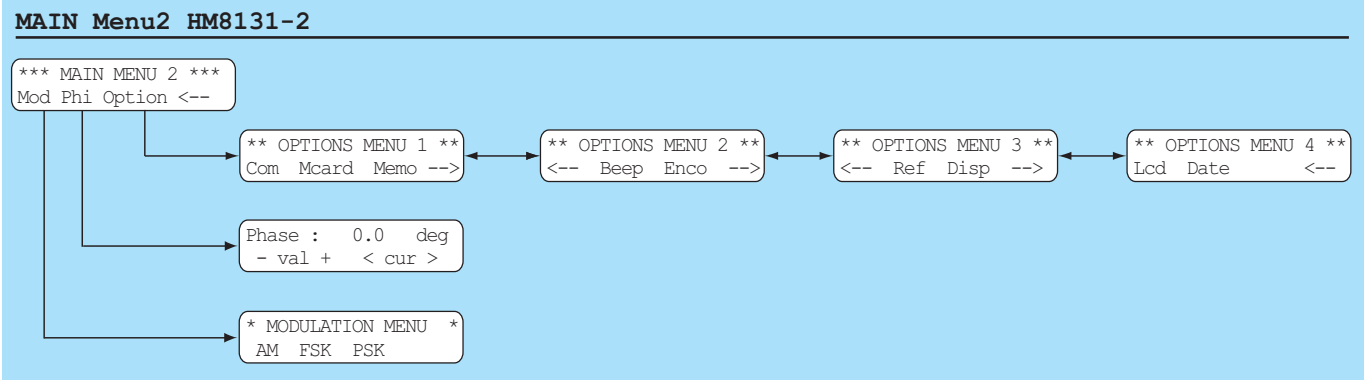 MAIN Menu2 HM8131-2
*** MAIN MENU 2 ***
Mod Phi Option <--
** OPTIONS MENU 1 **
Com Mcard Memo -->
** OPTIONS MENU 2 **
<-- Beep Enco -->
** OPTIONS MENU 3 **
<-- Ref Disp -->
** OPTIONS MENU 4 **
Lcd Date <--
Phase : 0.0 deg
- val + < cur >
* MODULATION MENU *
AM FSK PSK